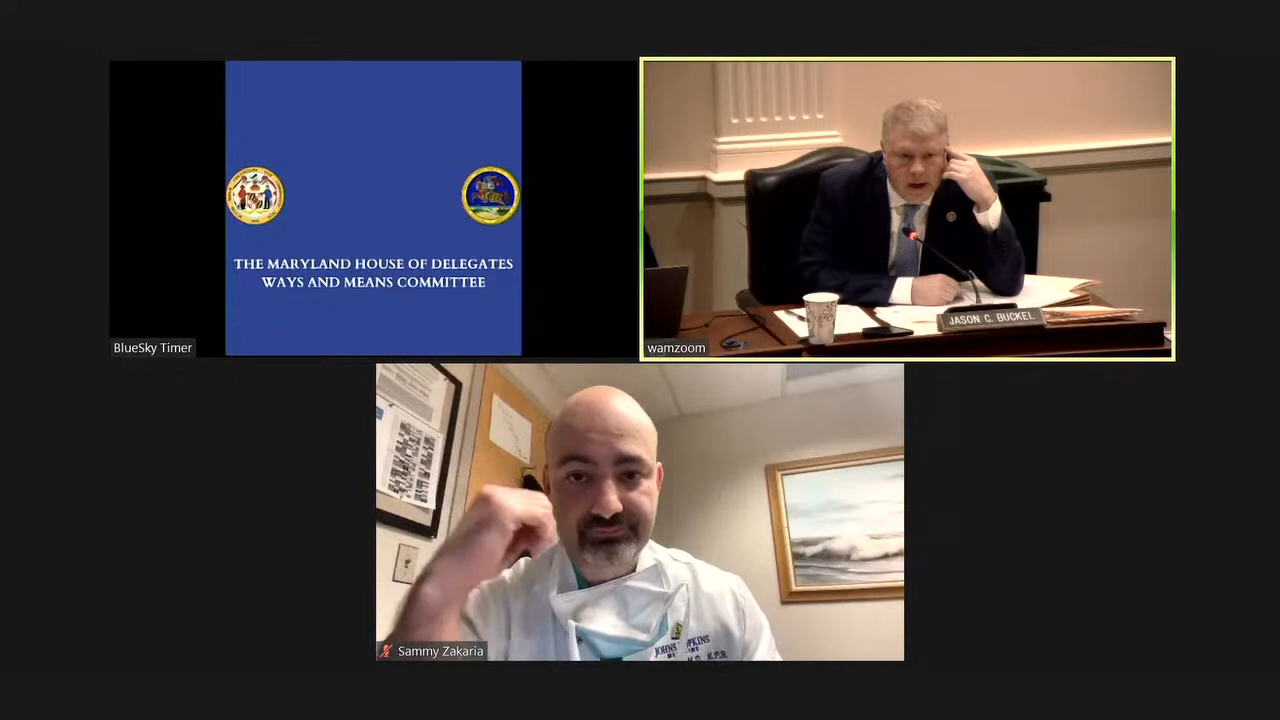 THE MARYLAND HOUSE OF DELEGATES
WAYS AND MEANS COMMITTEE
BlueSky Timer
JASON C. BUCKEL
wamzoom
JOHNS HOPKINS
Sammy Zakaria